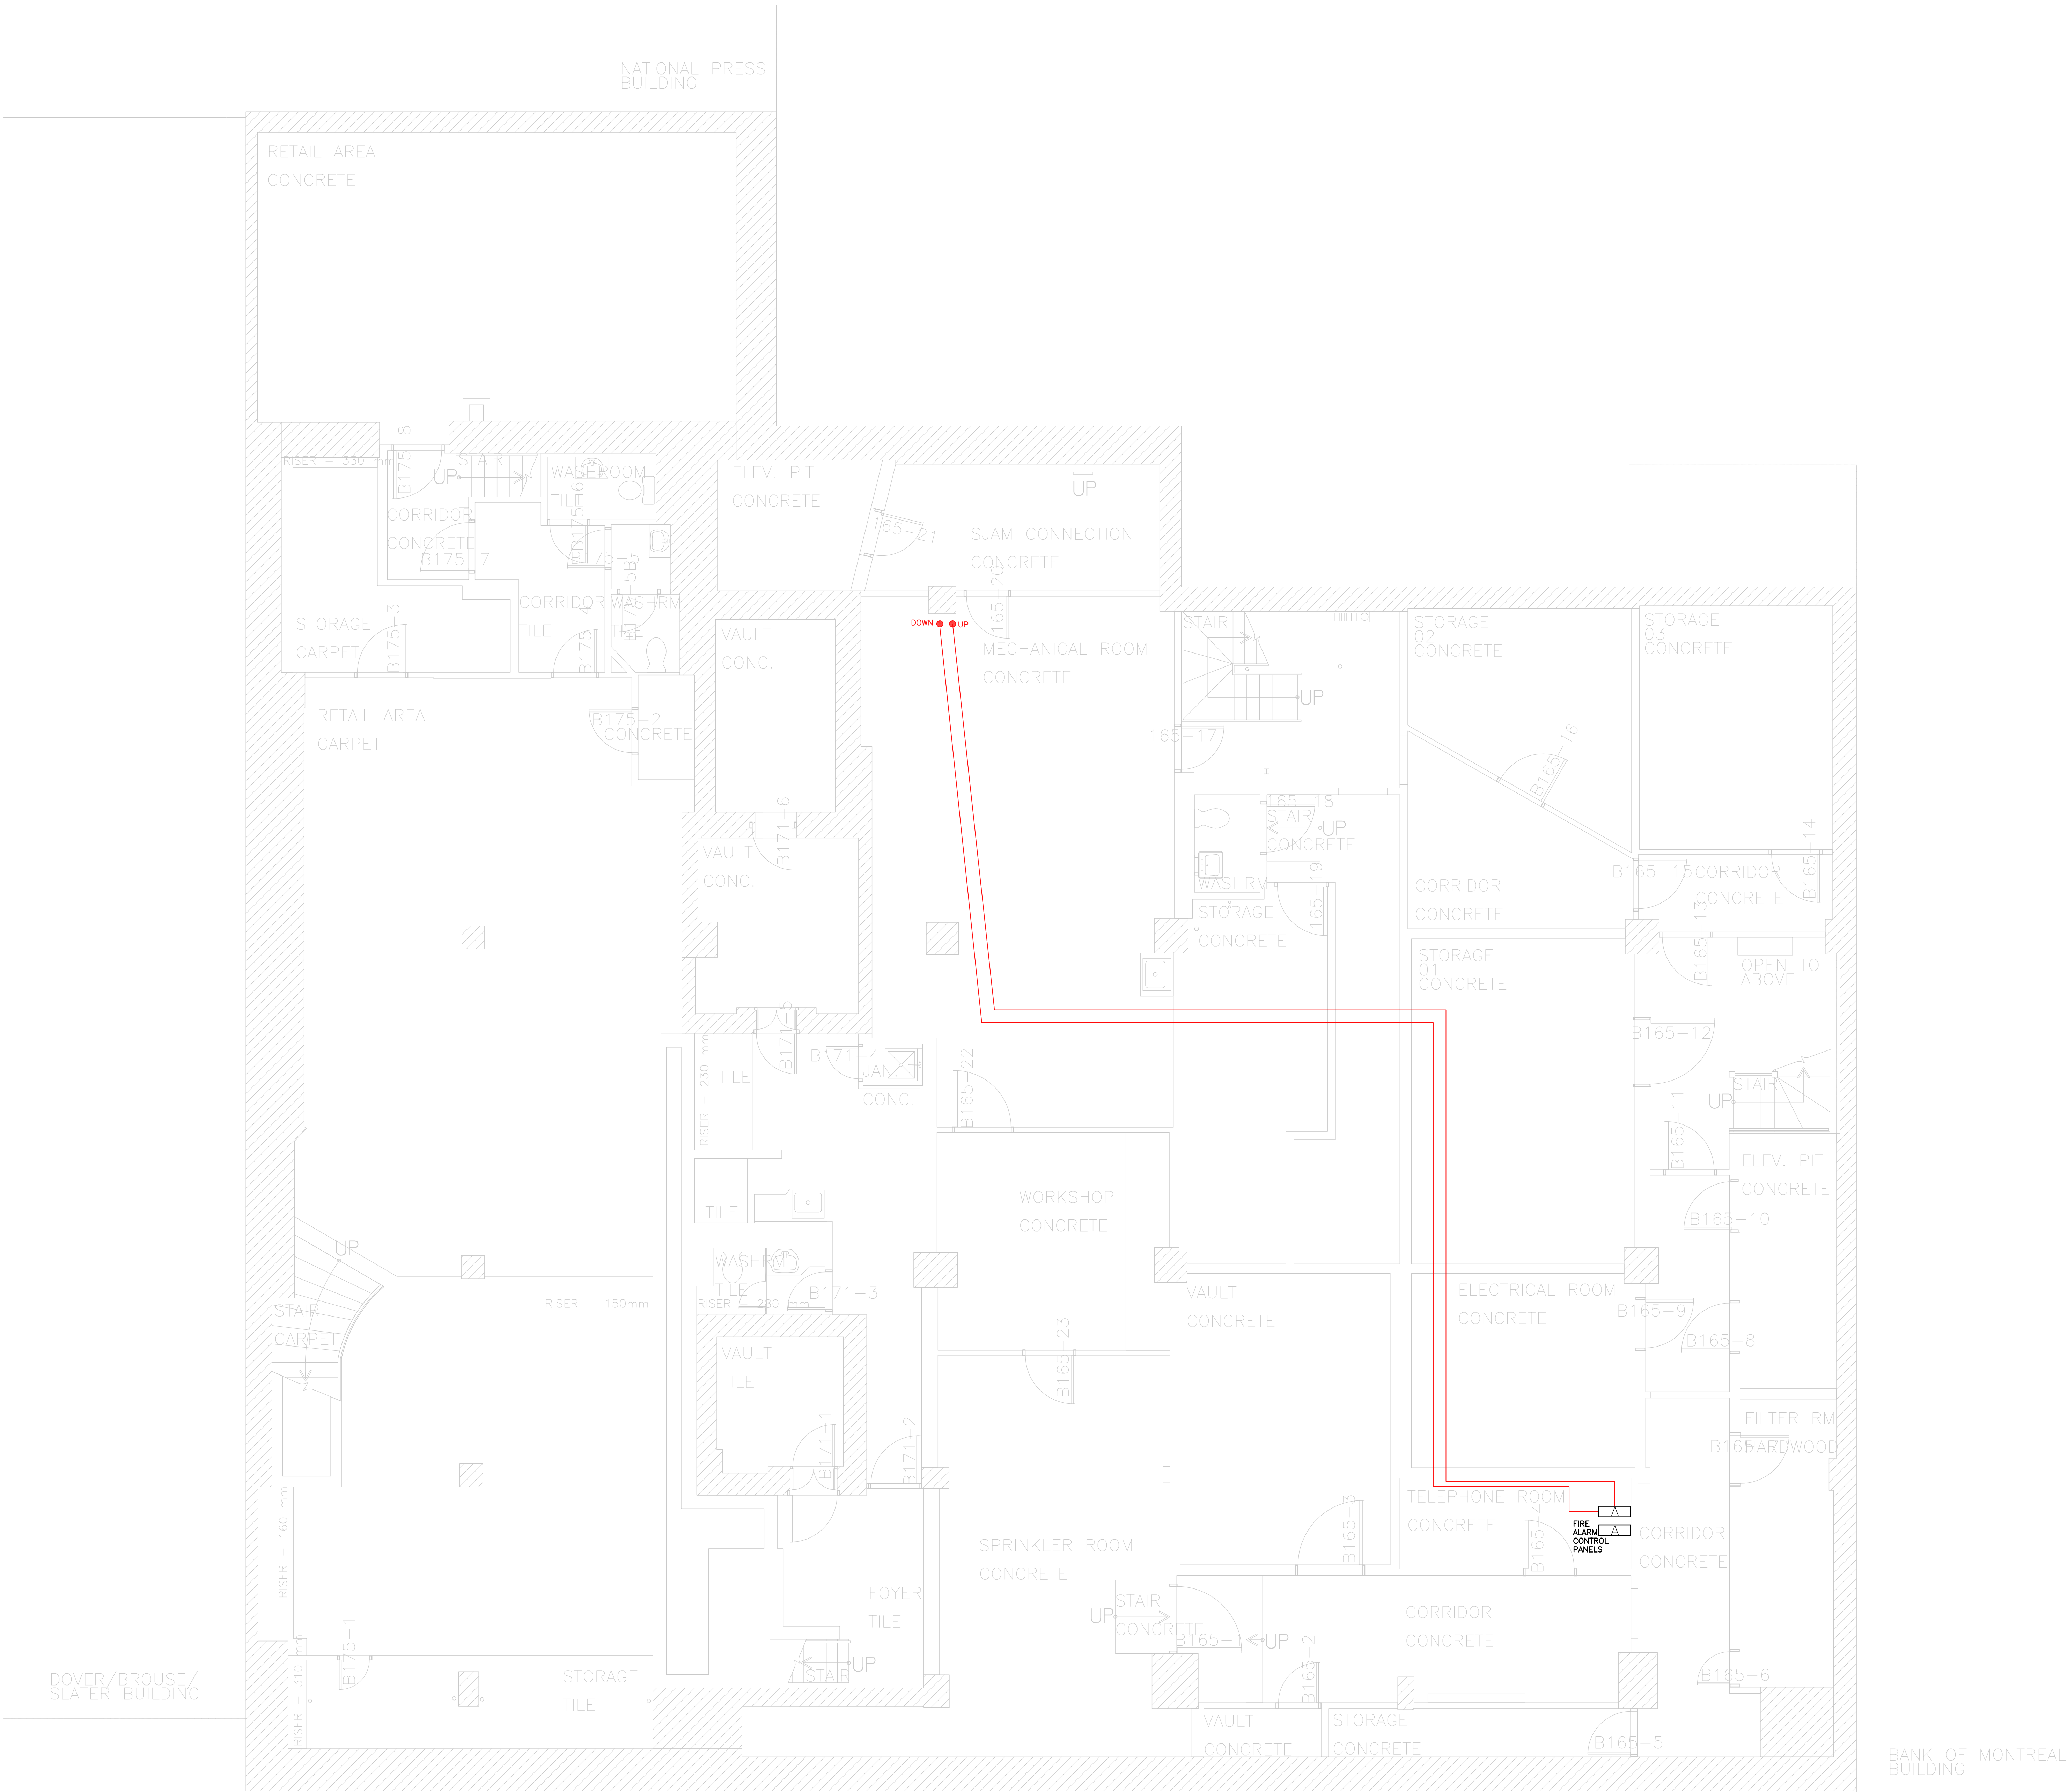 NATIONAL PRESS
BUILDING
RETAIL AREA
CONCRETE
RISER - 330 mm
B175-8
UP
STAIR
CORRIDOR
CONCRETE
B175-7
WASHROOM
TILE
B175-6
B175-5
B175-5B
CORRIDOR
TILE
WASHRM
TILE
B175-4
STORAGE
CARPET
B175-3
RETAIL AREA
CARPET
B175-2
CONCRETE
ELEV. PIT
CONCRETE
165-21
SJAM CONNECTION
CONCRETE
UP
165-20
DOWN
UP
MECHANICAL ROOM
CONCRETE
VAULT
CONC.
B171-6
VAULT
CONC.
B171-5
STAIR
UP
165-17
165-18
STAIR
CONCRETE
UP
WASHRM
165-19
STORAGE
CONCRETE
STORAGE
02
CONCRETE
STORAGE
03
CONCRETE
B165-16
B165-15
B165-14
CORRIDOR
CONCRETE
CORRIDOR
CONCRETE
B165-13
STORAGE
01
CONCRETE
OPEN TO
ABOVE
B165-12
STAIR
UP
B165-11
RISER - 230 mm
TILE
B171-4
JAN.
CONC.
B165-22
TILE
WORKSHOP
CONCRETE
ELEV. PIT
CONCRETE
B165-10
UP
STAIR
CARPET
RISER - 150mm
WASHRM
TILE
RISER - 280 mm
B171-3
VAULT
CONCRETE
ELECTRICAL ROOM
CONCRETE
B165-9
B165-8
VAULT
TILE
B165-23
B171-1
B171-2
FILTER RM
HARDWOOD
B165-7
TELEPHONE ROOM
CONCRETE
B165-3
B165-4
A
A
FIRE
ALARM
CONTROL
PANELS
CORRIDOR
CONCRETE
RISER - 160 mm
SPRINKLER ROOM
CONCRETE
FOYER
TILE
STAIR
CONCRETE
UP
B165-1
UP
CORRIDOR
CONCRETE
B165-2
B165-6
DOVER/BROUSE/
SLATER BUILDING
RISER - 310 mm
B175-1
STORAGE
TILE
STAIR
UP
VAULT
CONCRETE
STORAGE
CONCRETE
B165-5
BANK OF MONTREAL
BUILDING